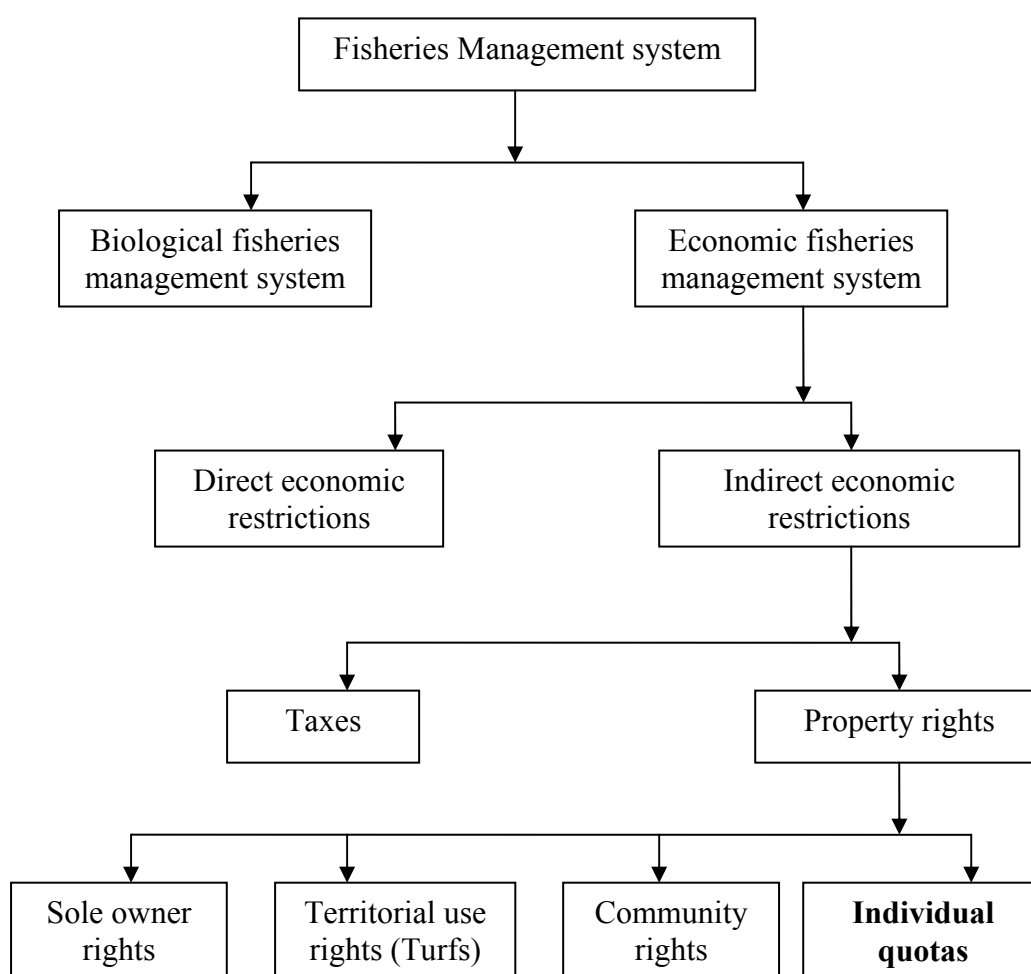 Fisheries Management system
Biological fisheries
management system
Economic fisheries
management system
Direct economic
restrictions
Indirect economic
restrictions
Taxes
Property rights
Sole owner
rights
Territorial use
rights (Turfs)
Community
rights
Individual
quotas